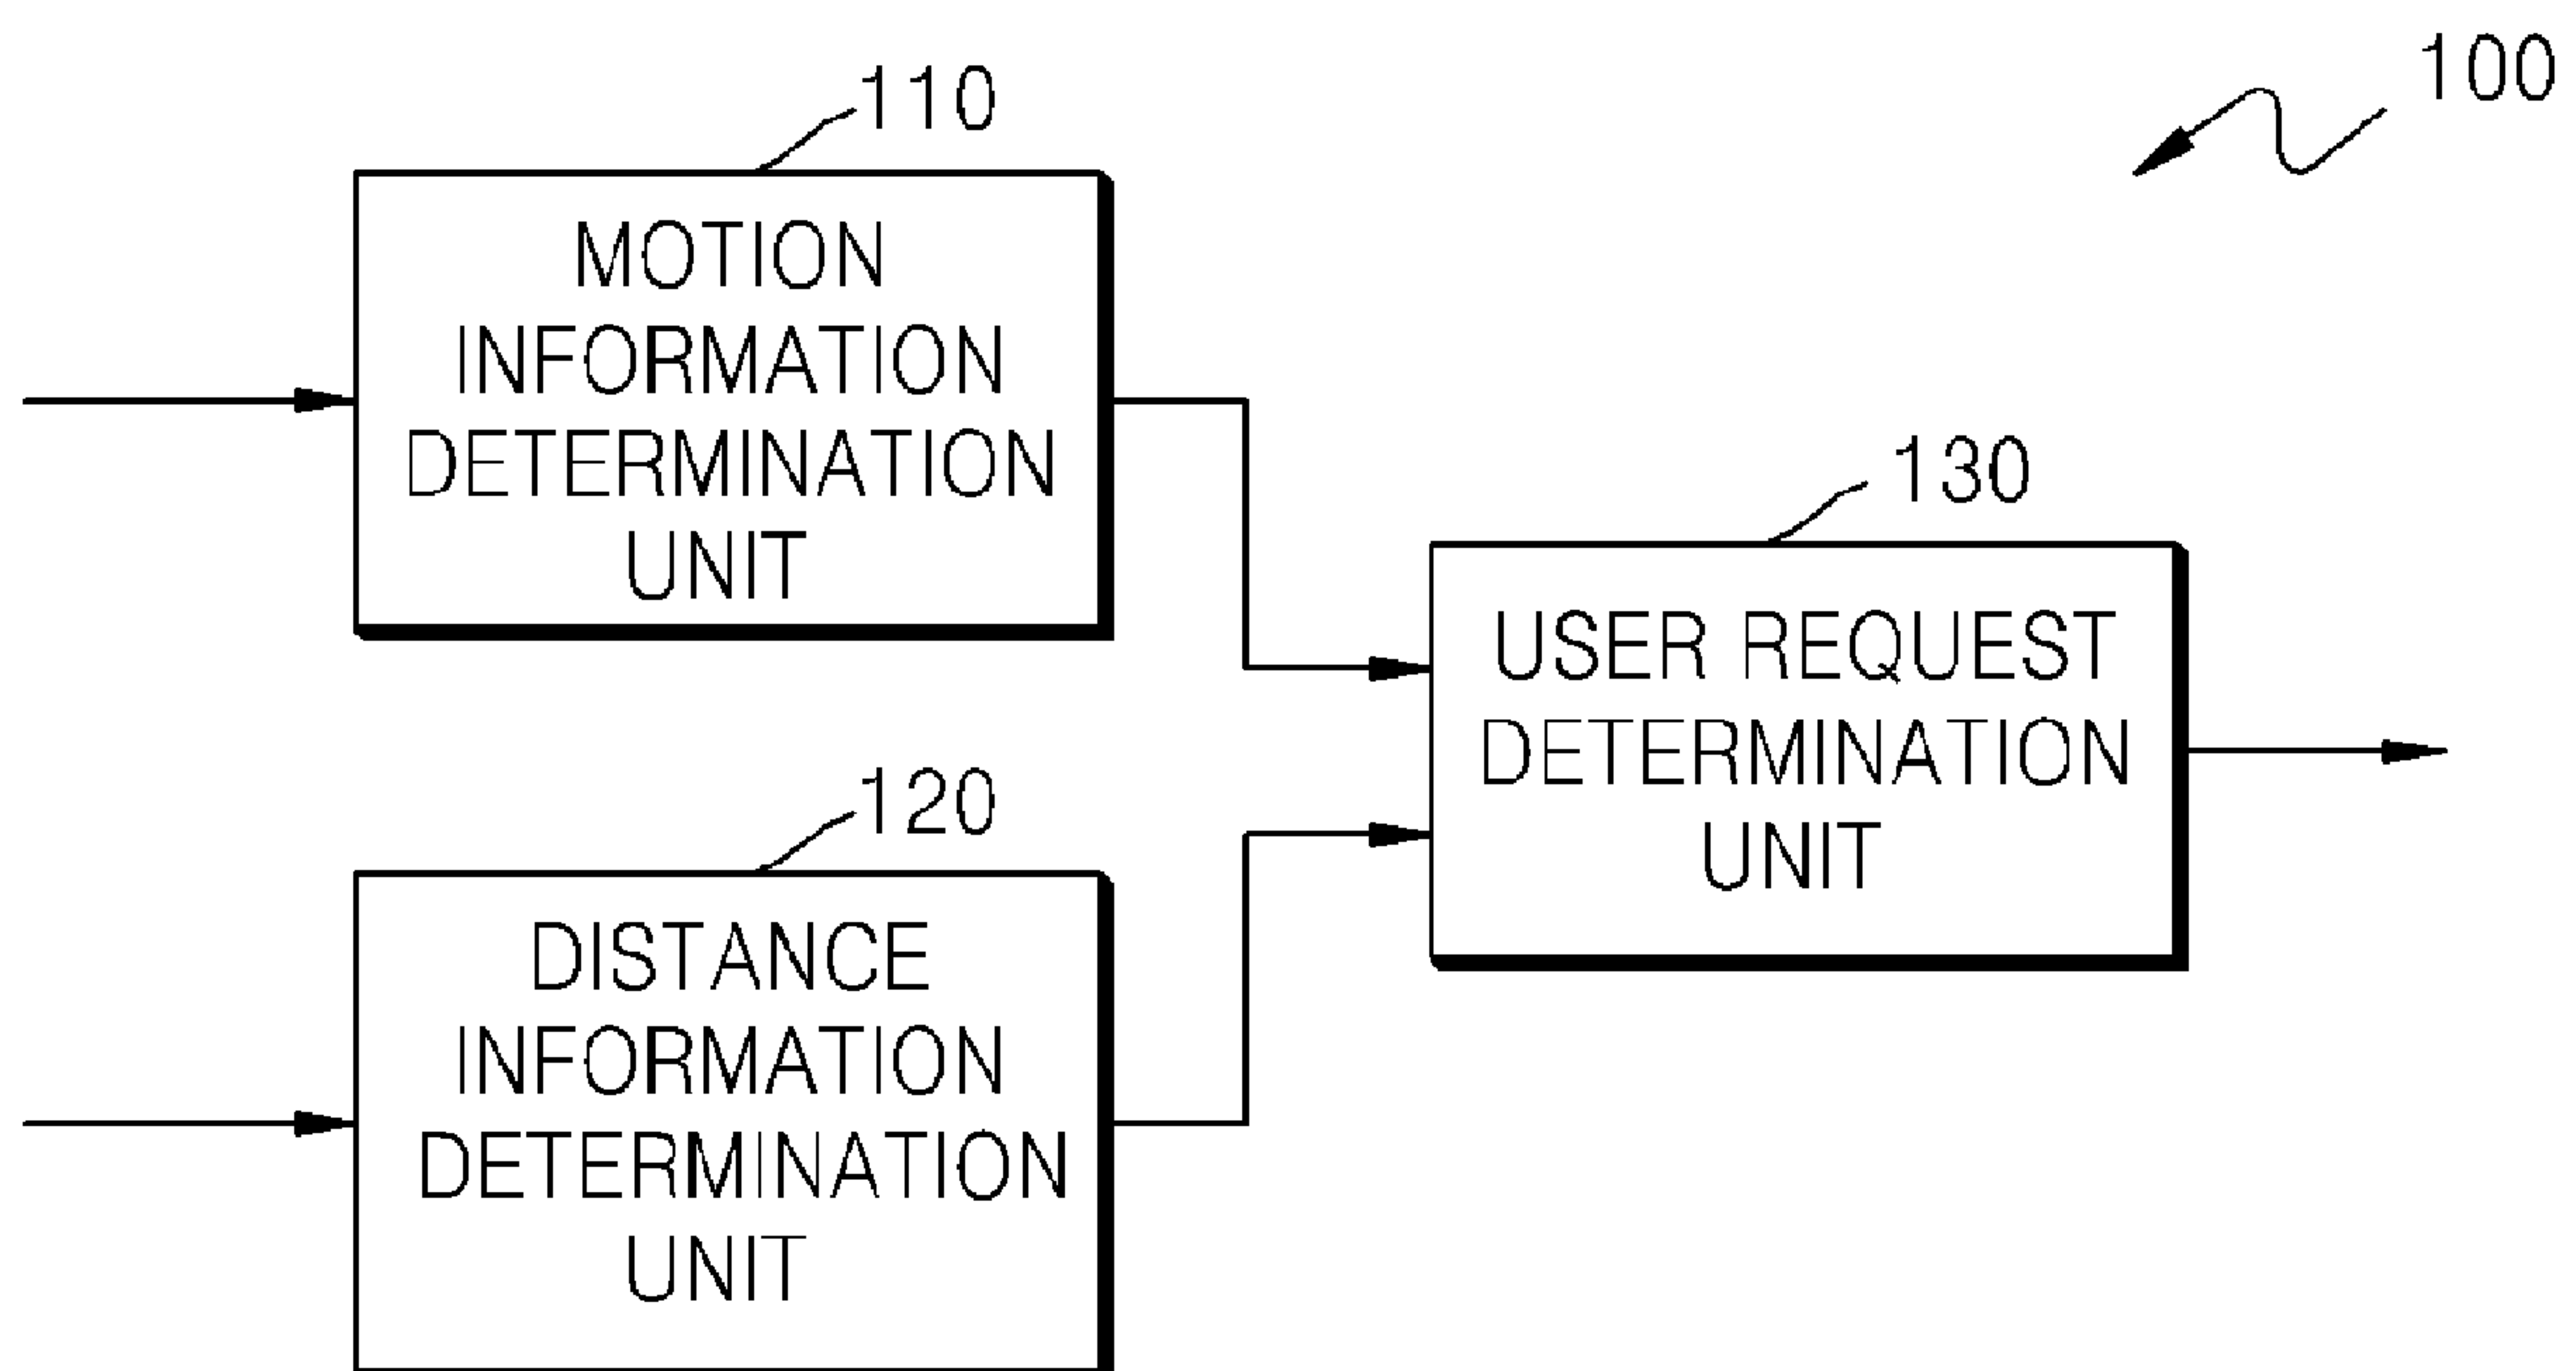 100
110
MOTION
INFORMATION
DETERMINATION
UNIT
130
USER REQUEST
DETERMINATION
UNIT
120
DISTANCE
INFORMATION
DETERMINATION
UNIT